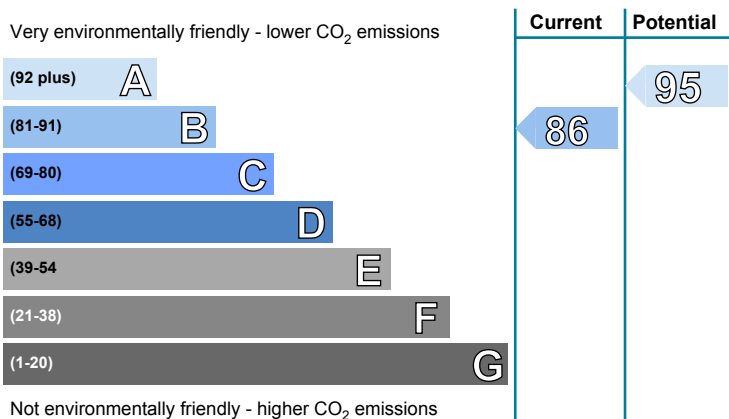 Current Potential
Very environmentally friendly - lower CO2 emissions
(92 plus) A
95
(81-91) B
86
(69-80) C
(55-68) D
(39-54 E
(21-38) F
(1-20) G
Not environmentally friendly - higher CO2 emissions